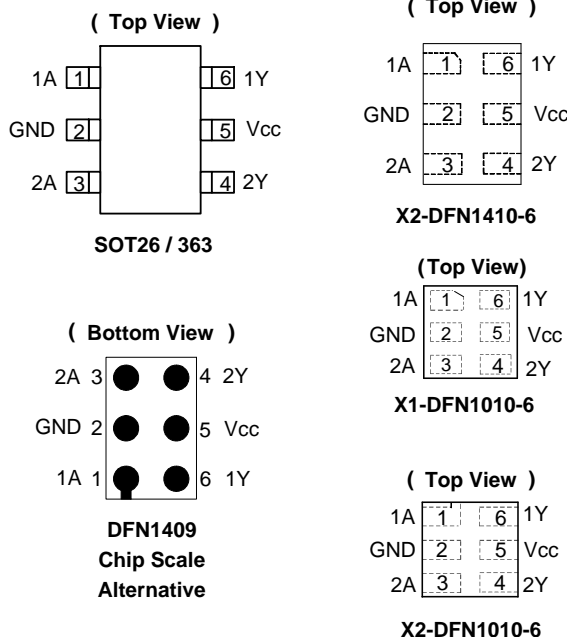 ( Top View )
1A 1 6 1Y
GND 2 5 Vcc
2A 3 4 2Y
SOT26 / 363
( Bottom View )
2A 3 4 2Y
GND 2 5 Vcc
1A 1 6 1Y
DFN1409
Chip Scale
Alternative
( Top View )
1A 1 6 1Y
GND 2 5 Vcc
2A 3 4 2Y
X2-DFN1410-6
(Top View)
1A 1 6 1Y
GND 2 5 Vcc
2A 3 4 2Y
X1-DFN1010-6
( Top View )
1A 1 6 1Y
GND 2 5 Vcc
2A 3 4 2Y
X2-DFN1010-6